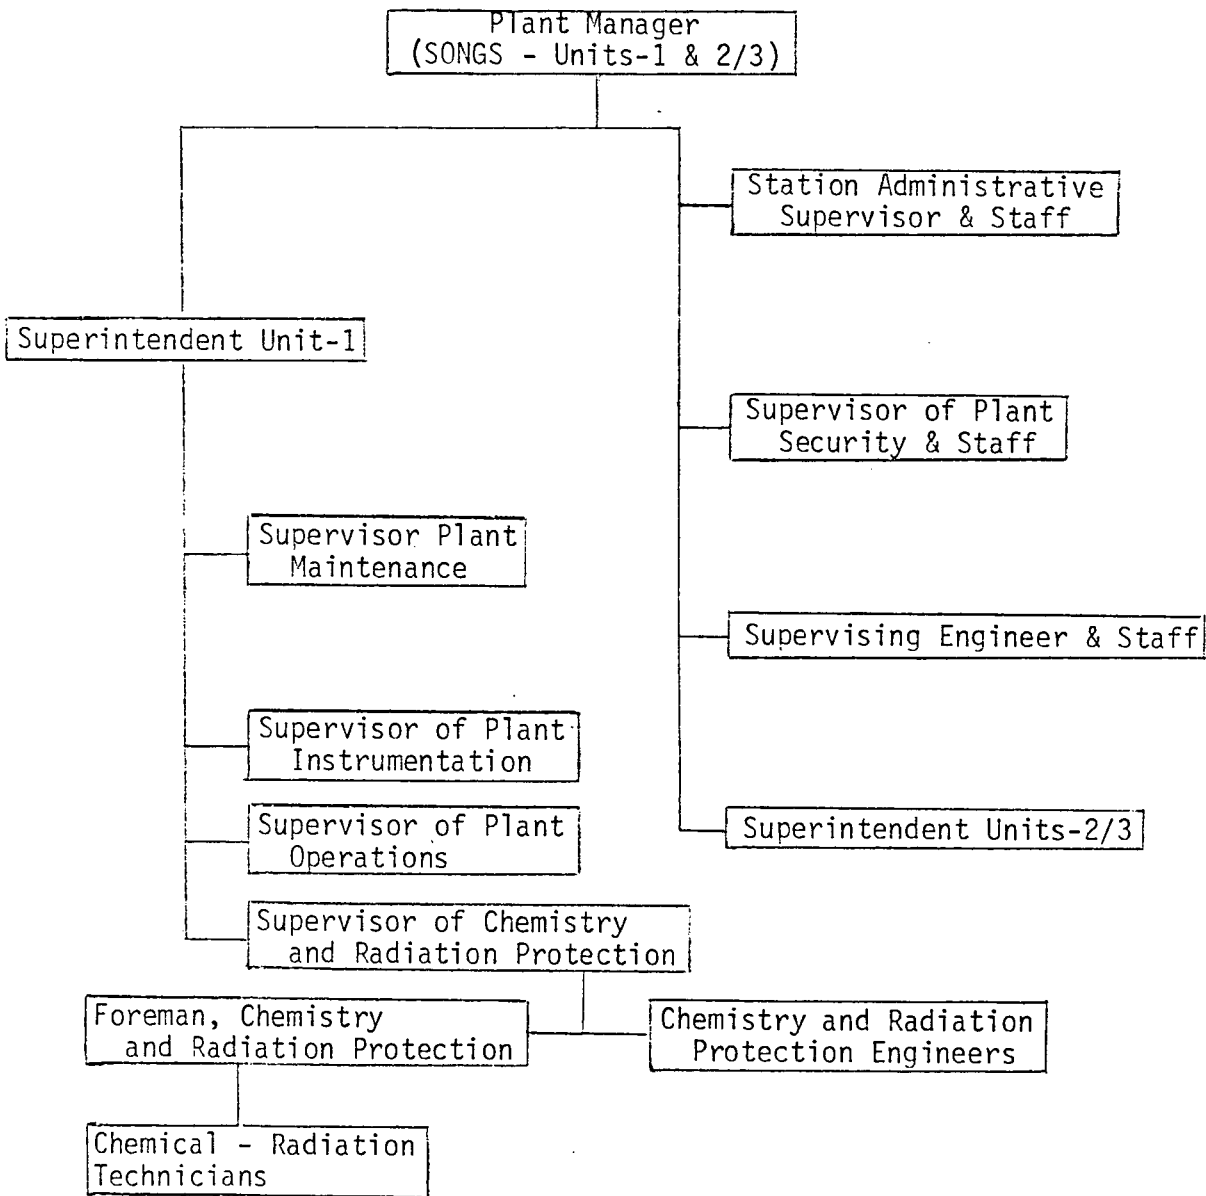 Plant Manager
(SONGS - Units-1 & 2/3)
Station Administrative
Supervisor & Staff
Superintendent Unit-1
Supervisor of Plant
Security & Staff
Supervisor Plant
Maintenance
Supervising Engineer & Staff
Supervisor of Plant
Instrumentation
Supervisor of Plant
Operations
Superintendent Units-2/3
Supervisor of Chemistry
and Radiation Protection
Foreman, Chemistry
and Radiation Protection
Chemistry and Radiation
Protection Engineers
Chemical - Radiation
Technicians